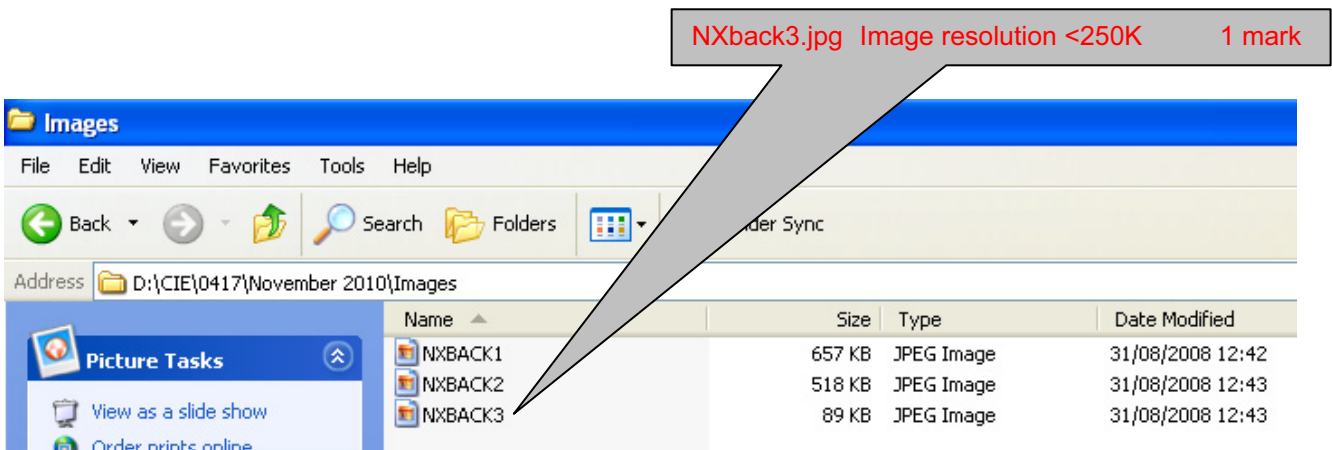 NXback3.jpg Image resolution <250K 1 mark
Images
File Edit View Favorites Tools Help
Back Search Folders der Sync
Address D:\CIE\0417\November 2010\Images
Name Size Type Date Modified
Picture Tasks
NXBACK1 657 KB JPEG Image 31/08/2008 12:42
NXBACK2 518 KB JPEG Image 31/08/2008 12:43
View as a slide show
NXBACK3 89 KB JPEG Image 31/08/2008 12:43
Order prints online